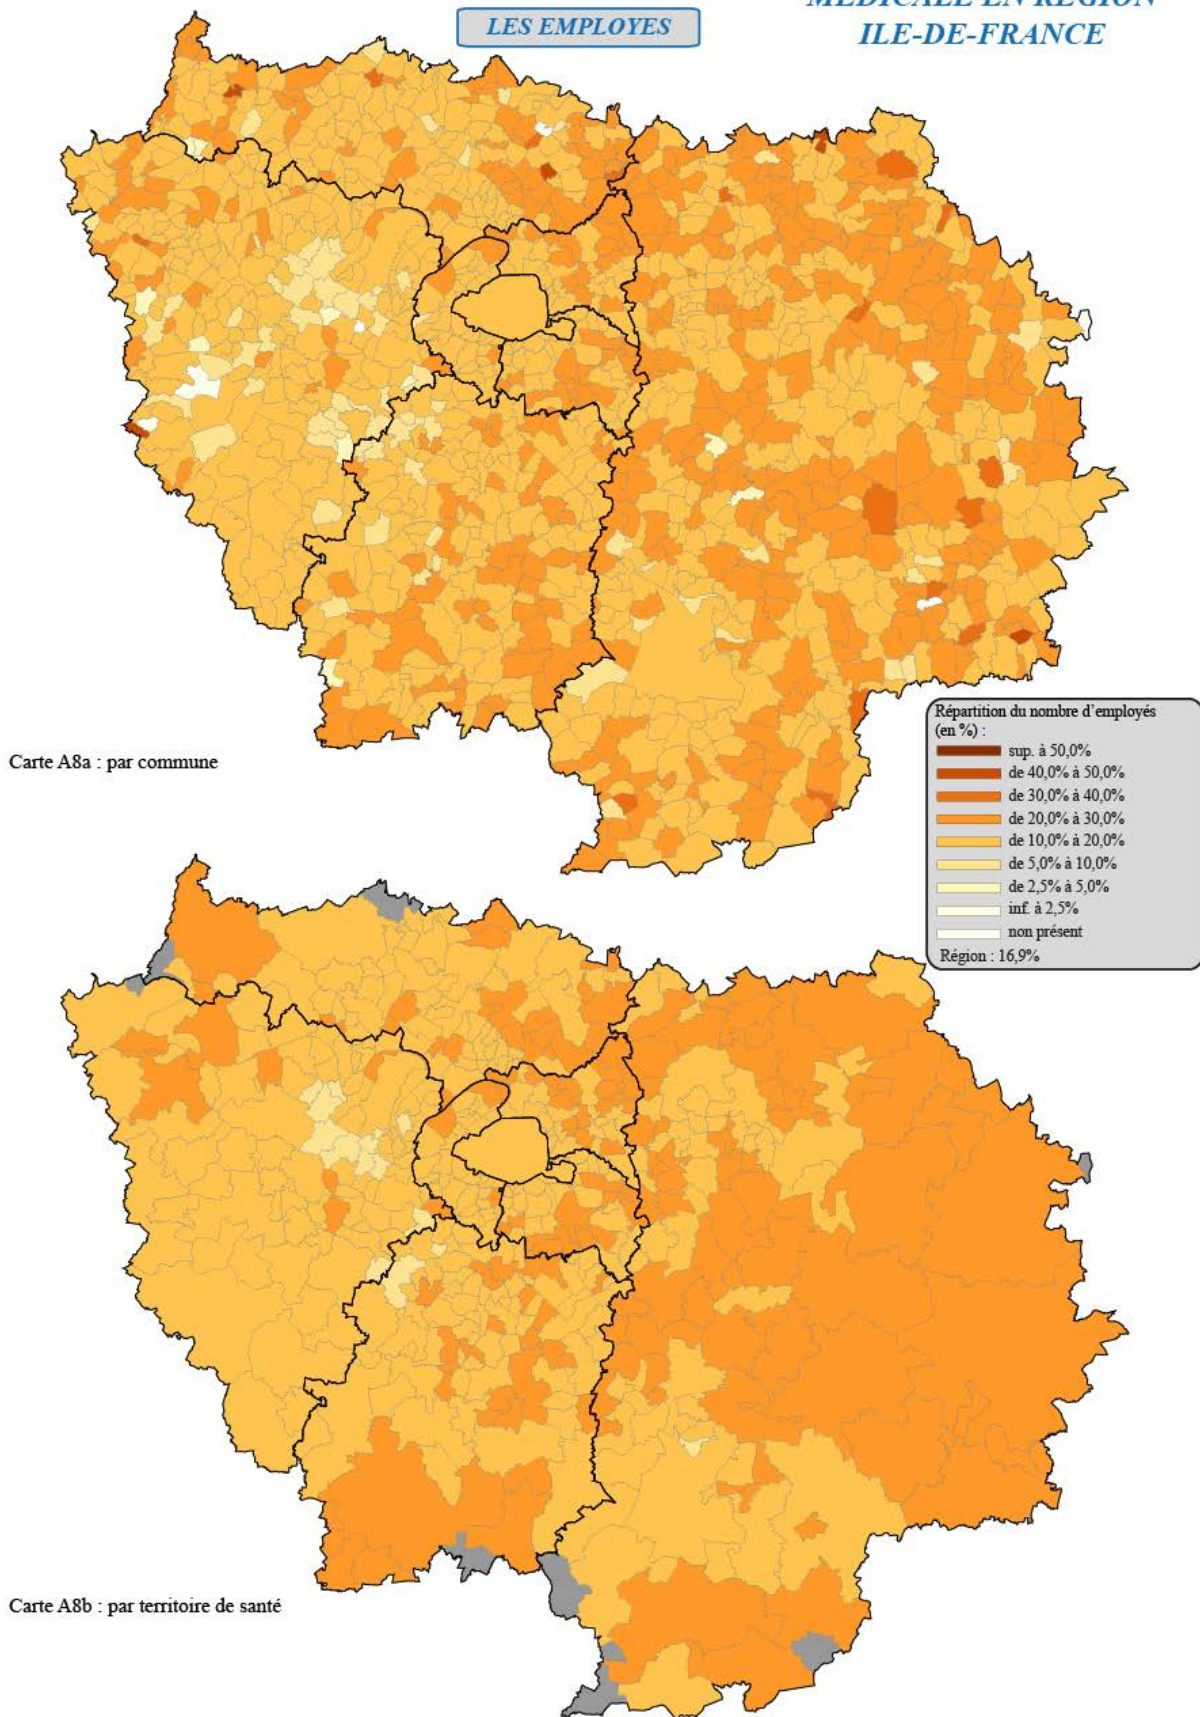 MEDICALE EN REGION
ILE-DE-FRANCE
LES EMPLOYES
Carte A8a : par commune
Répartition du nombre d'employés
(en %) :
sup. à 50,0%
de 40,0% à 50,0%
de 30,0% à 40,0%
de 20,0% à 30,0%
de 10,0% à 20,0%
de 5,0% à 10,0%
de 2,5% à 5,0%
inf. à 2,5%
non présent
Région : 16,9%
Carte A8b : par territoire de santé